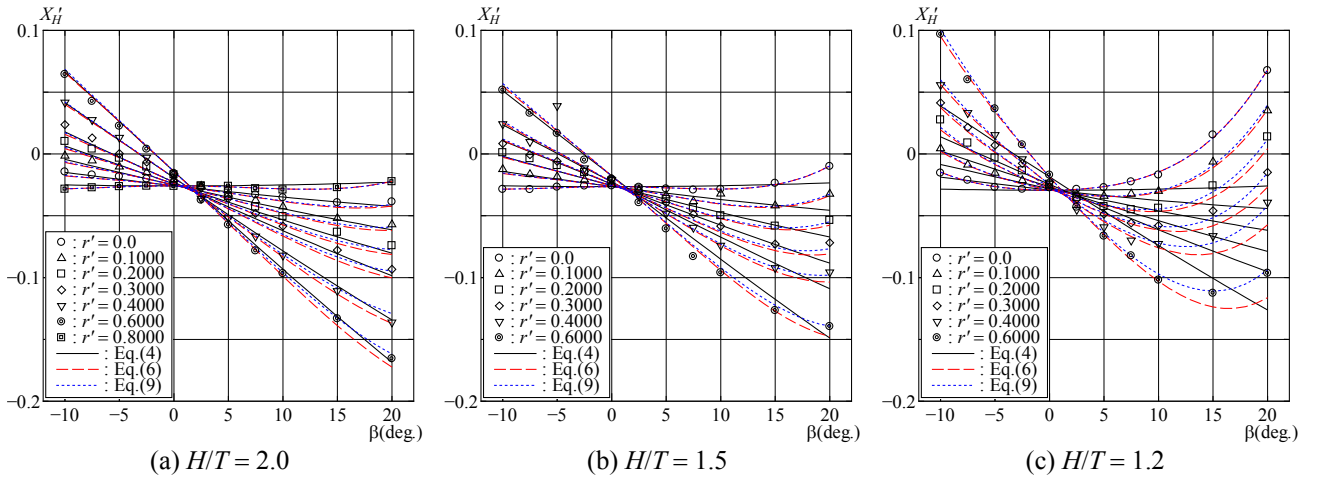 X′H
0.1
0
−0.1
−0.2
: r′ = 0.0
: r′ = 0.1000
: r′ = 0.2000
: r′ = 0.3000
: r′ = 0.4000
: r′ = 0.6000
: r′ = 0.8000
: Eq.(4)
: Eq.(6)
: Eq.(9)
−10 −5 0 5 10 15 20
β(deg.)
(a) H/T = 2.0
X′H
0.1
0
−0.1
−0.2
: r′ = 0.0
: r′ = 0.1000
: r′ = 0.2000
: r′ = 0.3000
: r′ = 0.4000
: r′ = 0.6000
: Eq.(4)
: Eq.(6)
: Eq.(9)
−10 −5 0 5 10 15 20
β(deg.)
(b) H/T = 1.5
X′H
0.1
0
−0.1
−0.2
: r′ = 0.0
: r′ = 0.1000
: r′ = 0.2000
: r′ = 0.3000
: r′ = 0.4000
: r′ = 0.6000
: Eq.(4)
: Eq.(6)
: Eq.(9)
−10 −5 0 5 10 15 20
β(deg.)
(c) H/T = 1.2